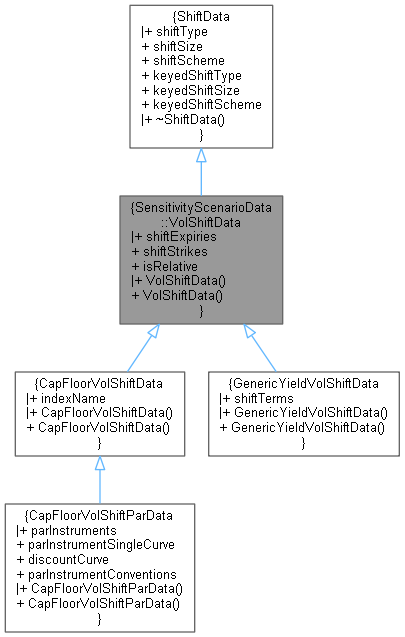 {ShiftData
|+ shiftType
+ shiftSize
+ shiftScheme
+ keyedShiftType
+ keyedShiftSize
+ keyedShiftScheme
|+ ~ShiftData()
}
{SensitivityScenarioData
::VolShiftData
|+ shiftExpiries
+ shiftStrikes
+ isRelative
|+ VolShiftData()
+ VolShiftData()
}
{CapFloorVolShiftData
|+ indexName
|+ CapFloorVolShiftData()
+ CapFloorVolShiftData()
}
{GenericYieldVolShiftData
|+ shiftTerms
|+ GenericYieldVolShiftData()
+ GenericYieldVolShiftData()
}
{CapFloorVolShiftParData
|+ parInstruments
+ parInstrumentSingleCurve
+ discountCurve
+ parInstrumentConventions
|+ CapFloorVolShiftParData()
+ CapFloorVolShiftParData()
}